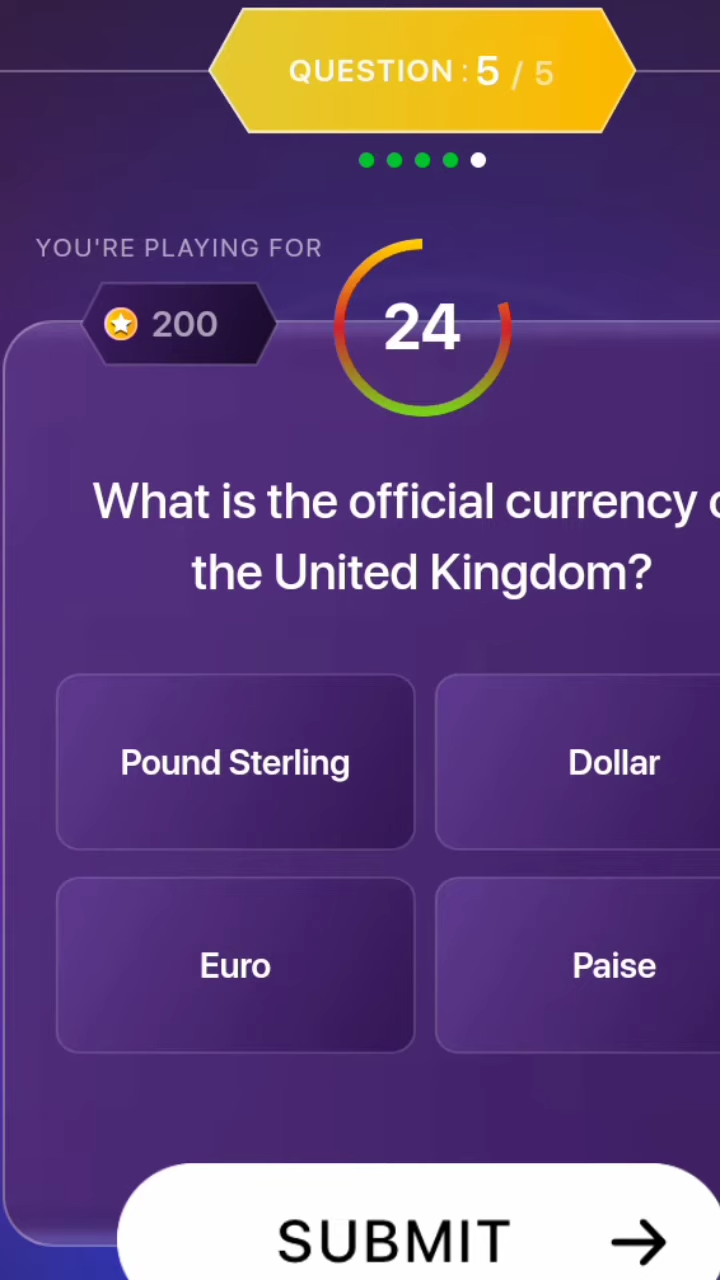 QUESTION : 5 / 5
YOU'RE PLAYING FOR
200
24
What is the official currency
the United Kingdom?
Pound Sterling
Dollar
Euro
Paise
SUBMIT →